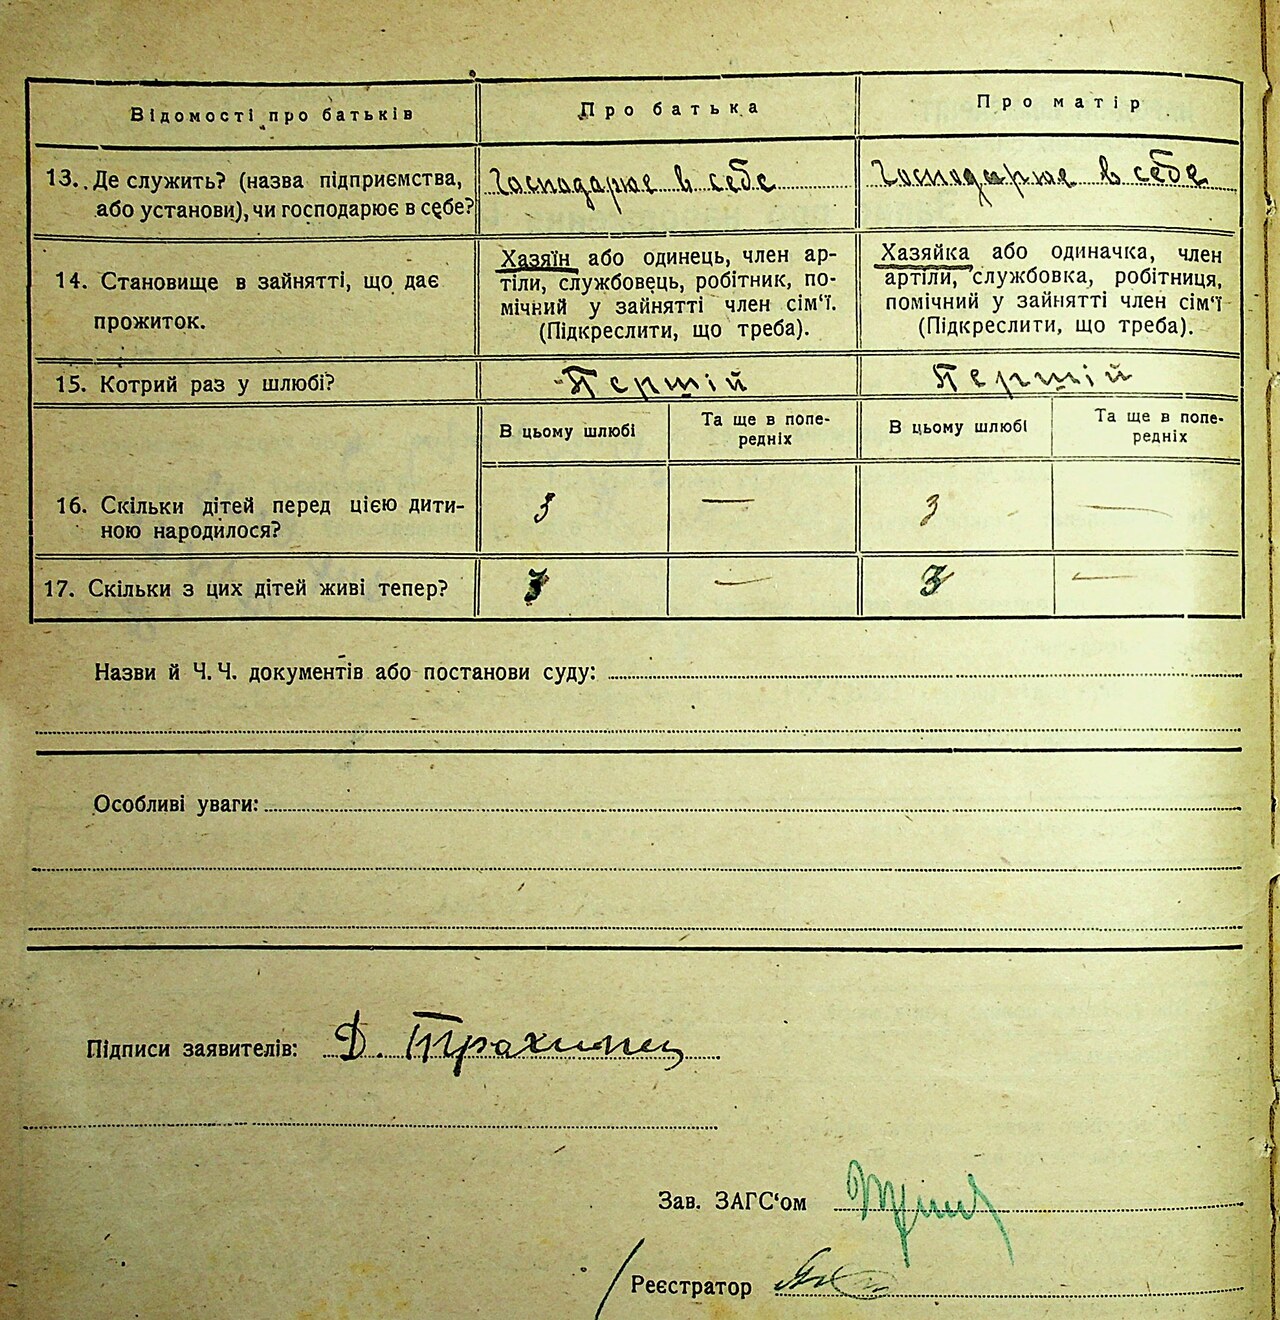 Відомості про батьків
Про батька
Про матір
13. Де служить? (назва підприємства,
або установи), чи господарює в себе?
Господарює в себе
Господарює в себе
14. Становище в зайнятті, що дає
прожиток.
Хазяїн або одинець, член ар-
тіли, службовець, робітник, по-
мічний у зайнятті член сім‘ї.
(Підкреслити, що треба).
Хазяйка або одиначка, член
артіли, службовка, робітниця,
помічний у зайнятті член сім‘ї
(Підкреслити, що треба).
15. Котрий раз у шлюбі?
Перший
Перший
В цьому шлюбі
Та ще в попе-
редніх
В цьому шлюбі
Та ще в попе-
редніх
16. Скільки дітей перед цією дити-
ною народилося?
3
—
3
—
17. Скільки з цих дітей живі тепер?
3
—
3
—
Назви й Ч. Ч. документів або постанови суду:
Особливі уваги:
Підписи заявителів: Д. Трахимец
Зав. ЗАГС‘ом
Реєстратор